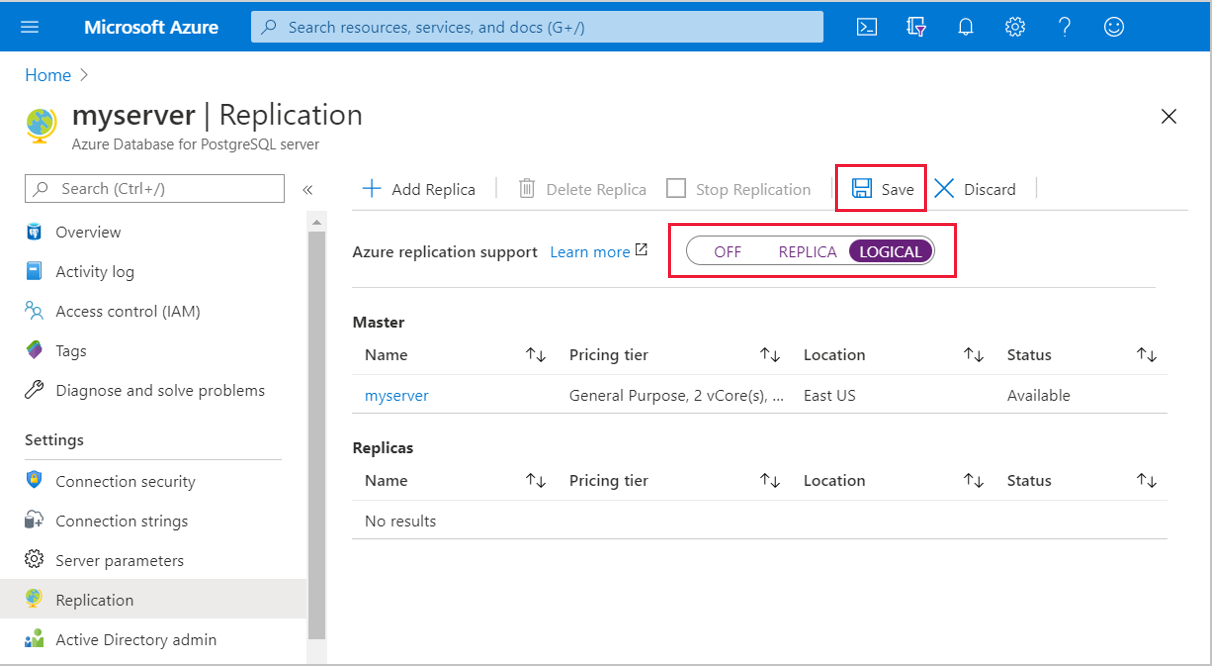 Microsoft Azure
Search resources, services, and docs (G+/)
Home
myserver | Replication
Azure Database for PostgreSQL server
Search (Ctrl+/)
«
Overview
Activity log
Access control (IAM)
Tags
Diagnose and solve problems
Settings
Connection security
Connection strings
Server parameters
Replication
Active Directory admin
Add Replica
Delete Replica
Stop Replication
Save
Discard
Azure replication support Learn more
OFF REPLICA LOGICAL
Master
Name Pricing tier Location Status
myserver General Purpose, 2 vCore(s), ... East US Available
Replicas
Name Pricing tier Location Status
No results